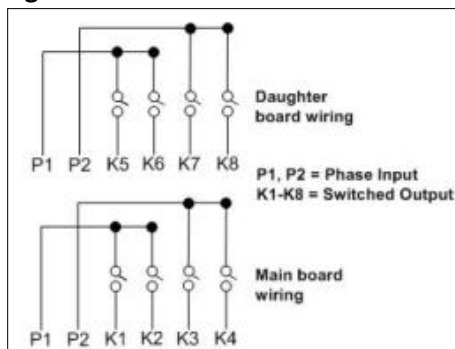 Daughter
board wiring
P1 P2 K5 K6 K7 K8
P1, P2 = Phase Input
K1-K8 = Switched Output
Main board
wiring
P1 P2 K1 K2 K3 K4